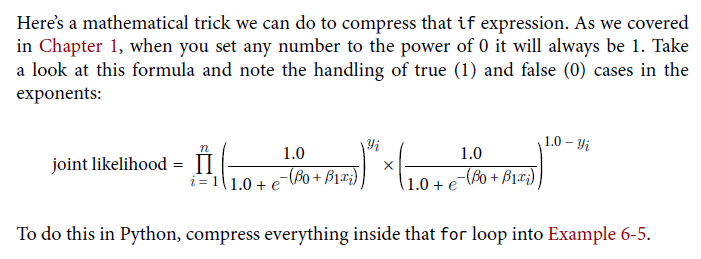 Here's a mathematical trick we can do to compress that if expression. As we covered
in Chapter 1, when you set any number to the power of 0 it will always be 1. Take
a look at this formula and note the handling of true (1) and false (0) cases in the
exponents:
joint likelihood = ∏_{i = 1}^{n} (1.0 / (1.0 + e^{−(β0 + β1xi)}))^{yi} × (1.0 / (1.0 + e^{−(β0 + β1xi)}))^{1.0 − yi}
To do this in Python, compress everything inside that for loop into Example 6-5.